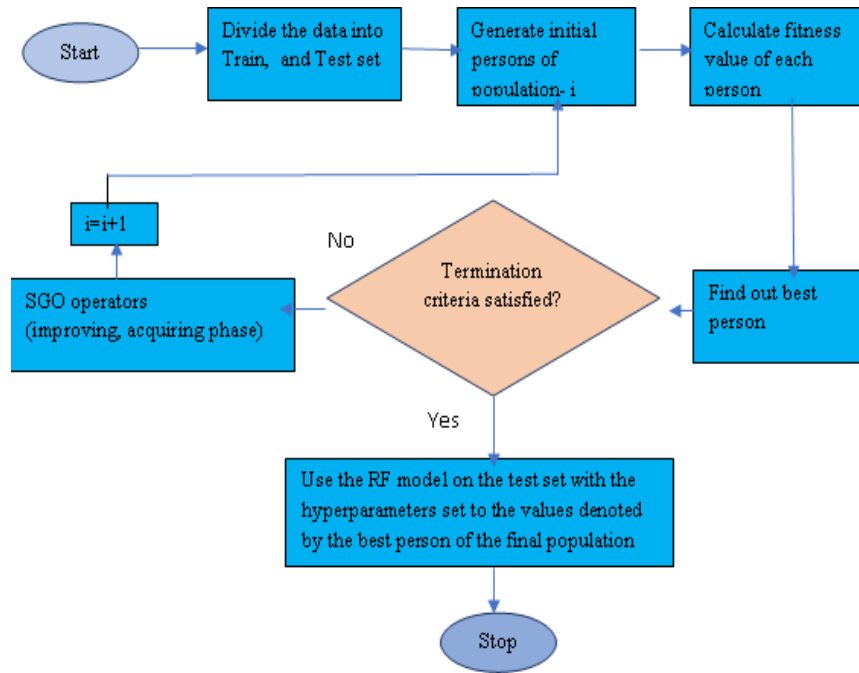 Start
Divide the data into
Train, and Test set
Generate initial
persons of
population- i
Calculate fitness
value of each
person
i=i+1
No
Termination
criteria satisfied?
SGO operators
(improving, acquiring phase)
Find out best
person
Yes
Use the RF model on the test set with the
hyperparameters set to the values denoted
by the best person of the final population
Stop